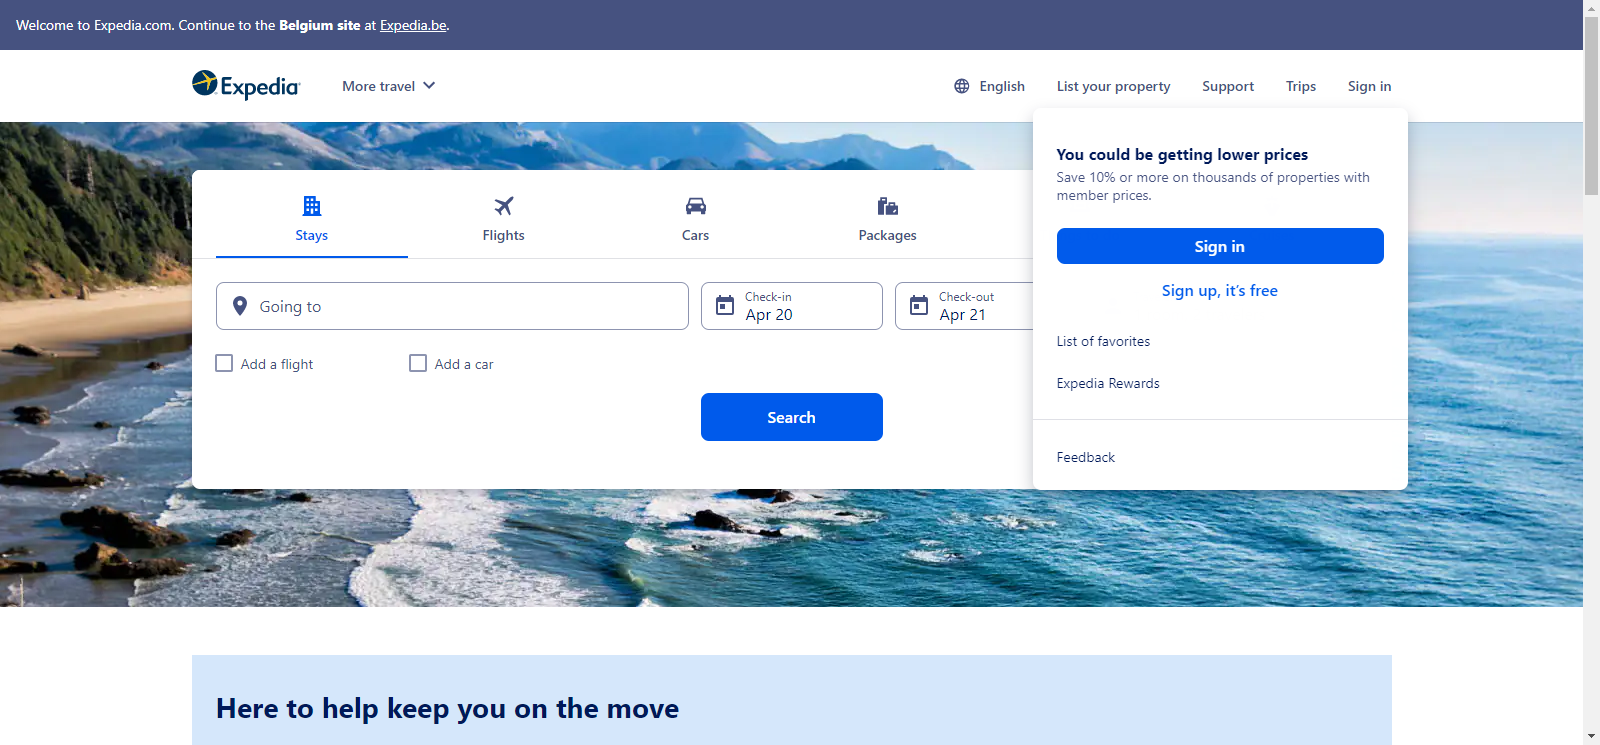 Welcome to Expedia.com. Continue to the Belgium site at Expedia.be.
Expedia
More travel
English
List your property
Support
Trips
Sign in
Stays
Flights
Cars
Packages
Going to
Check-in
Apr 20
Check-out
Apr 21
Add a flight
Add a car
Search
You could be getting lower prices
Save 10% or more on thousands of properties with
member prices.
Sign in
Sign up, it’s free
List of favorites
Expedia Rewards
Feedback
Here to help keep you on the move